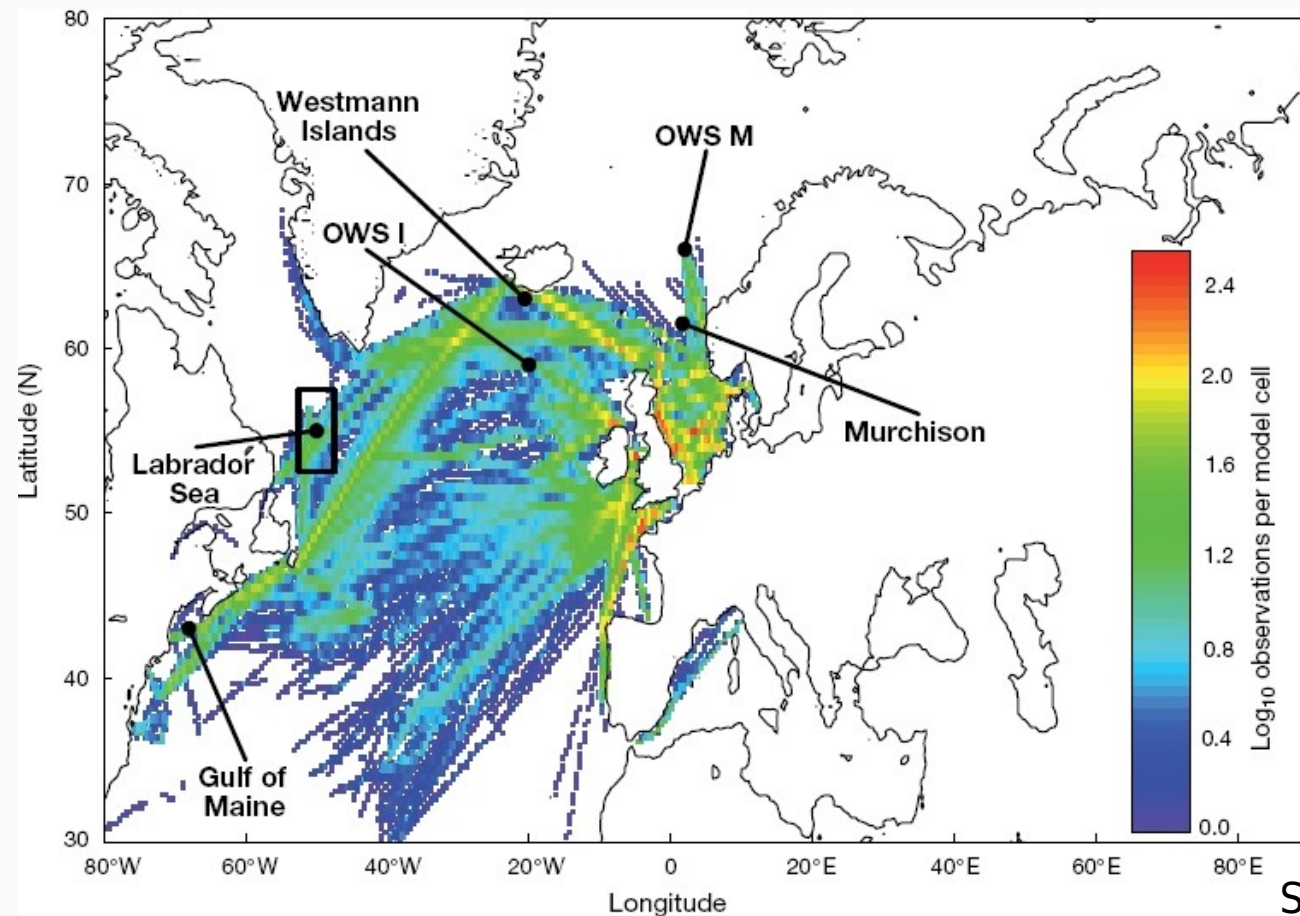 80
70
60
50
40
30
Latitude (N)
Westmann
Islands
OWS I
OWS M
Murchison
Labrador
Sea
Gulf of
Maine
2.4
2.0
1.6
1.2
0.8
0.4
0.0
Log₁₀ observations per model cell
80°W
60°W
40°W
20°W
0
20°E
40°E
60°E
80°E
Longitude
S